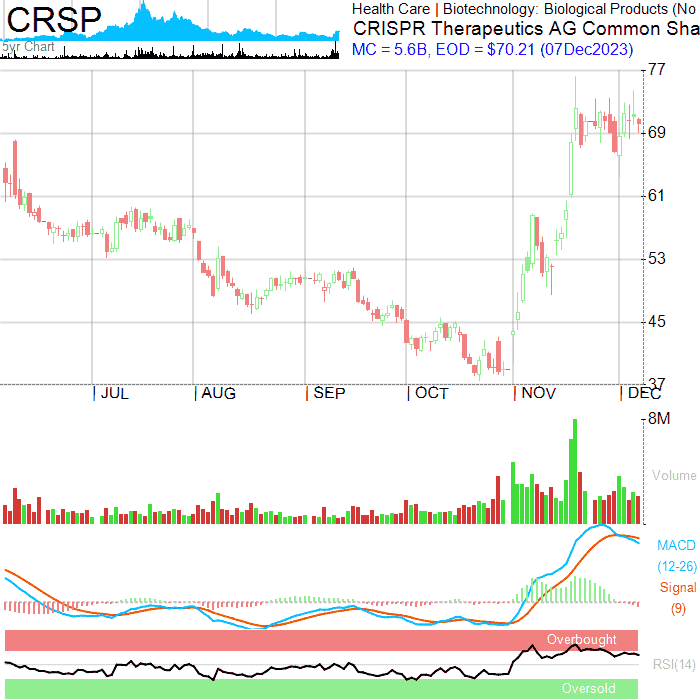 CRSP
5yr Chart
Health Care | Biotechnology: Biological Products (No
CRISPR Therapeutics AG Common Sha
MC = 5.6B, EOD = $70.21 (07Dec2023)
77
69
61
53
45
37
JUL AUG SEP OCT NOV DEC
8M
Volume
MACD
(12-26)
Signal
(9)
Overbought
RSI(14)
Oversold